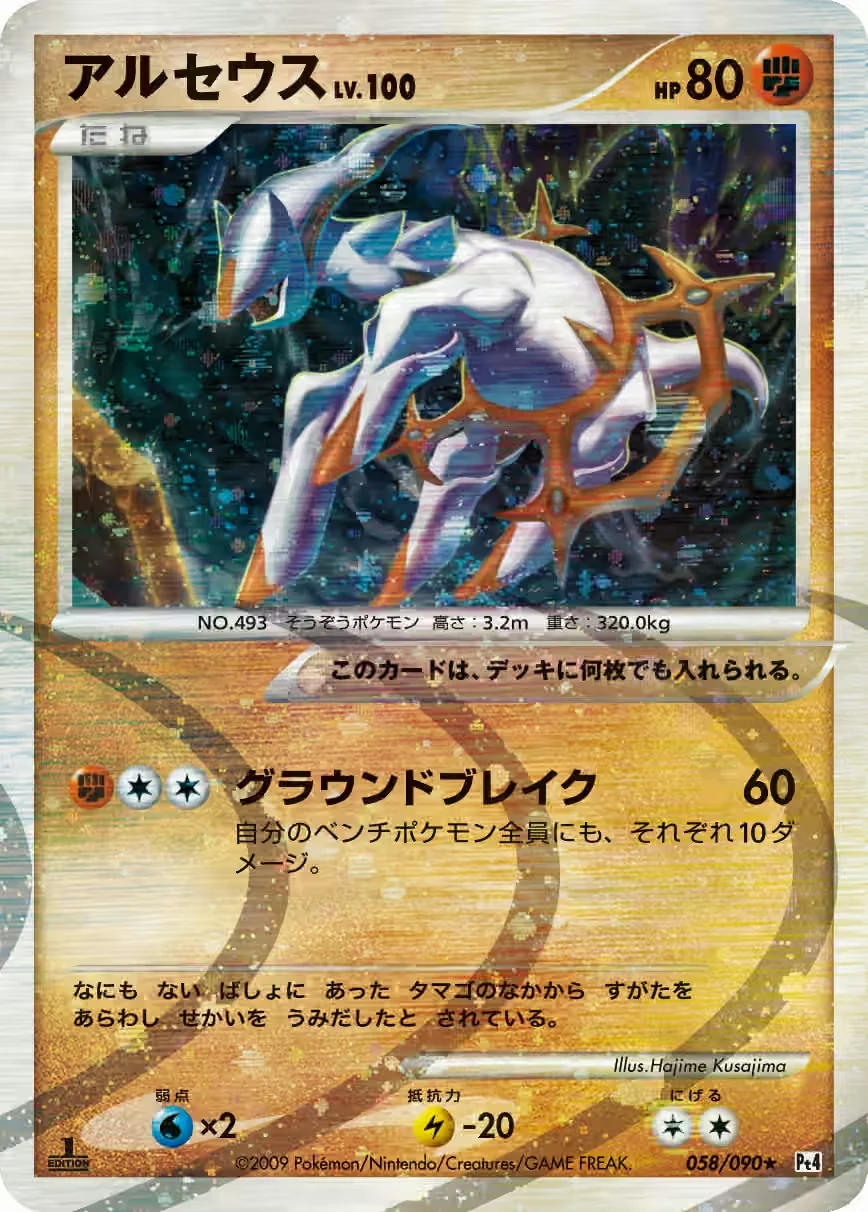 アルセウス LV.100 HP 80
たね
NO.493 そうぞうポケモン 高さ : 3.2m 重さ : 320.0kg
このカードは、デッキに何枚でも入れられる。
グラウンドブレイク 60
自分のベンチポケモン全員にも、それぞれ10ダ
メージ。
なにも ない ばしょに あった タマゴのなかから すがたを
あらわし せかいを うみだしたと されている。
Illus.Hajime Kusajima
弱点 抵抗力 にげる
×2 -20
1 EDITION ©2009 Pokémon/Nintendo/Creatures/GAME FREAK. 058/090★ Pt4